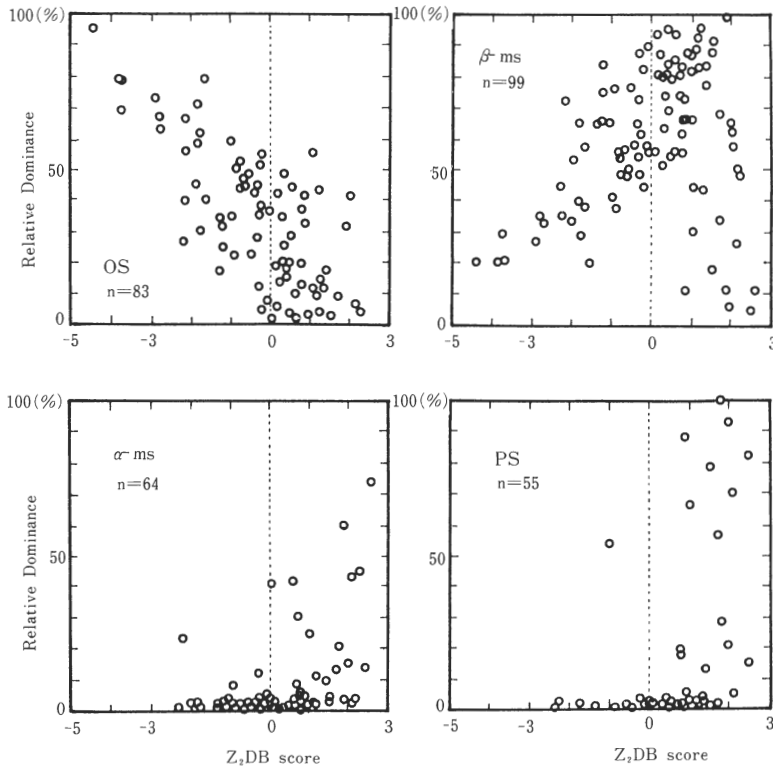 100 (%)
50
0
Relative Dominance
OS
n=83
-5
-3
0
3
100(%)
50
0
β-ms
n=99
-5
-3
0
3
100 (%)
50
0
Relative Dominance
α-ms
n=64
-5
-3
0
3
Z₂DB score
100(%)
50
0
PS
n=55
-5
-3
0
3
Z₂DB score